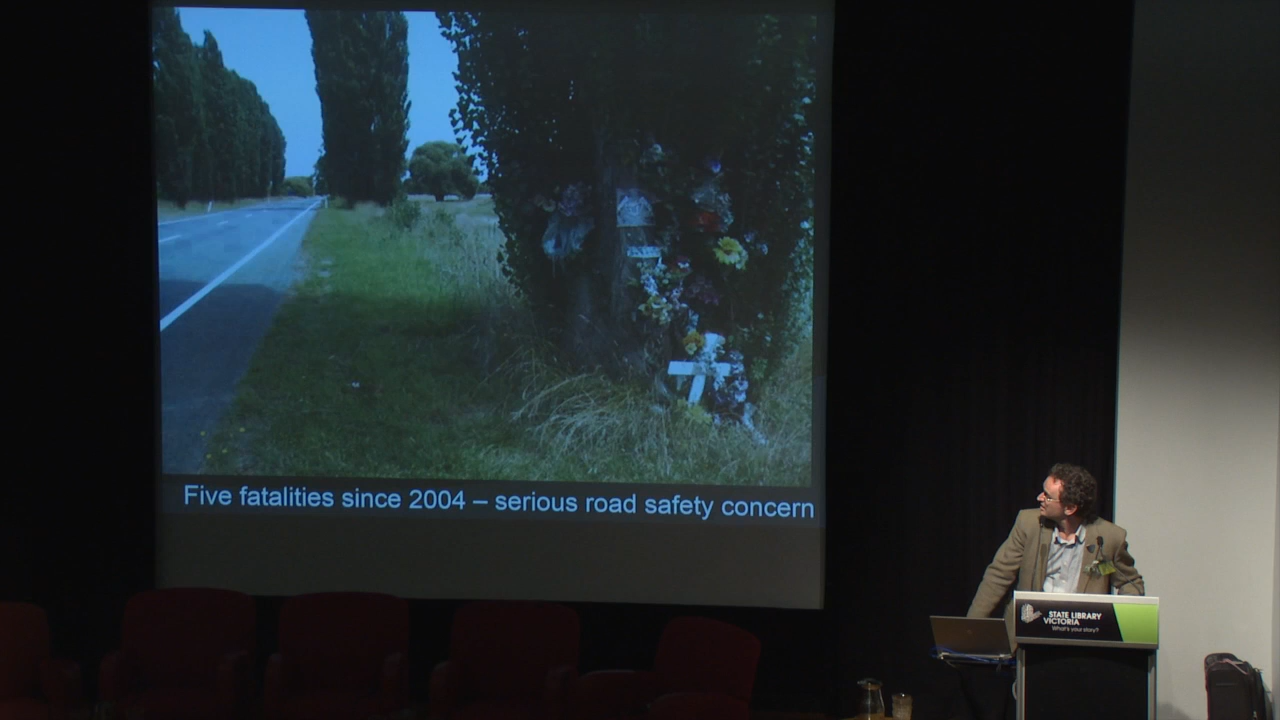 Five fatalities since 2004 – serious road safety concern
STATE LIBRARY
VICTORIA
What's your story?